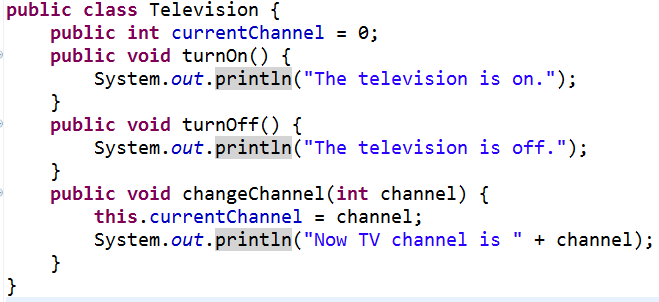 public class Television {
    public int currentChannel = 0;
    public void turnOn() {
        System.out.println("The television is on.");
    }
    public void turnOff() {
        System.out.println("The television is off.");
    }
    public void changeChannel(int channel) {
        this.currentChannel = channel;
        System.out.println("Now TV channel is " + channel);
    }
}